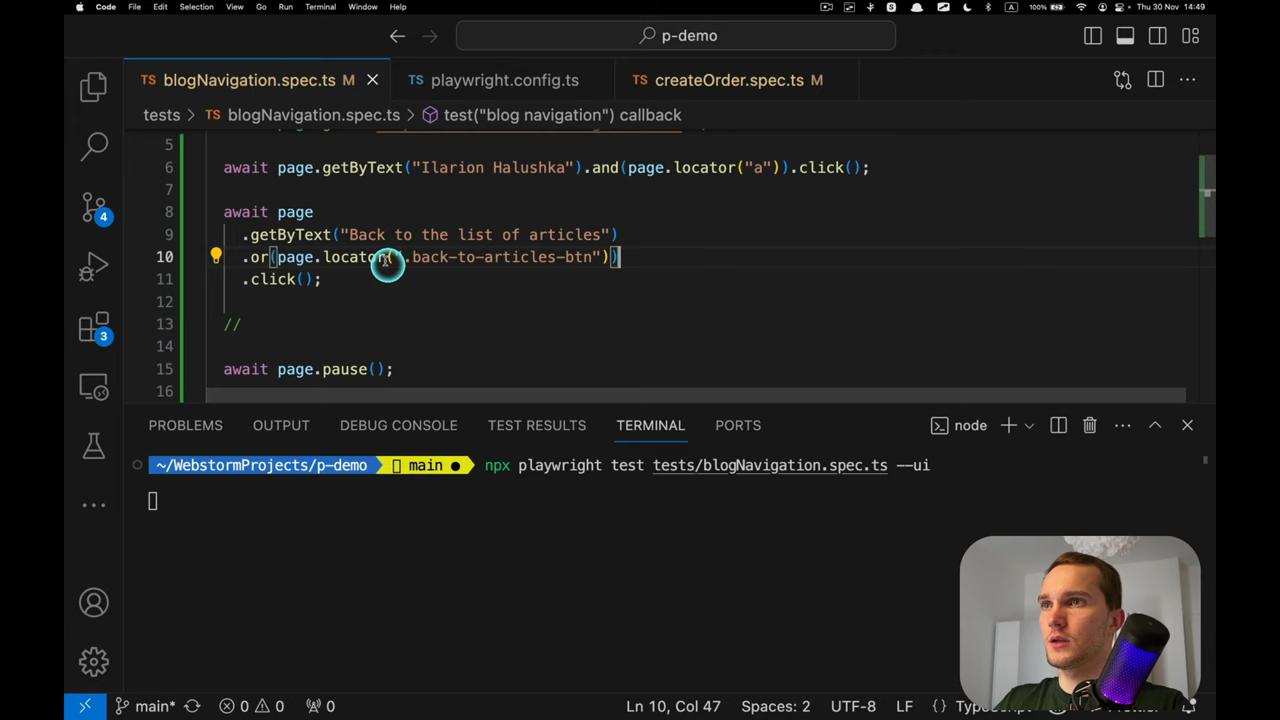 Code File Edit Selection View Go Run Terminal Window Help
A 100% Thu 30 Nov 14:49
p-demo
TS blogNavigation.spec.ts M
TS playwright.config.ts
TS createOrder.spec.ts M
tests > TS blogNavigation.spec.ts > test("blog navigation") callback
5
6 await page.getByText("Ilarion Halushka").and(page.locator("a")).click();
7
8 await page
9 .getByText("Back to the list of articles")
10 .or(page.locator(".back-to-articles-btn"))
11 .click();
12
13 //
14
15 await page.pause();
16
4
3
PROBLEMS OUTPUT DEBUG CONSOLE TEST RESULTS TERMINAL PORTS
node
~/WebstormProjects/p-demo main ● npx playwright test tests/blogNavigation.spec.ts --ui
main* 0 0 0
Ln 10, Col 47 Spaces: 2 UTF-8 LF {}